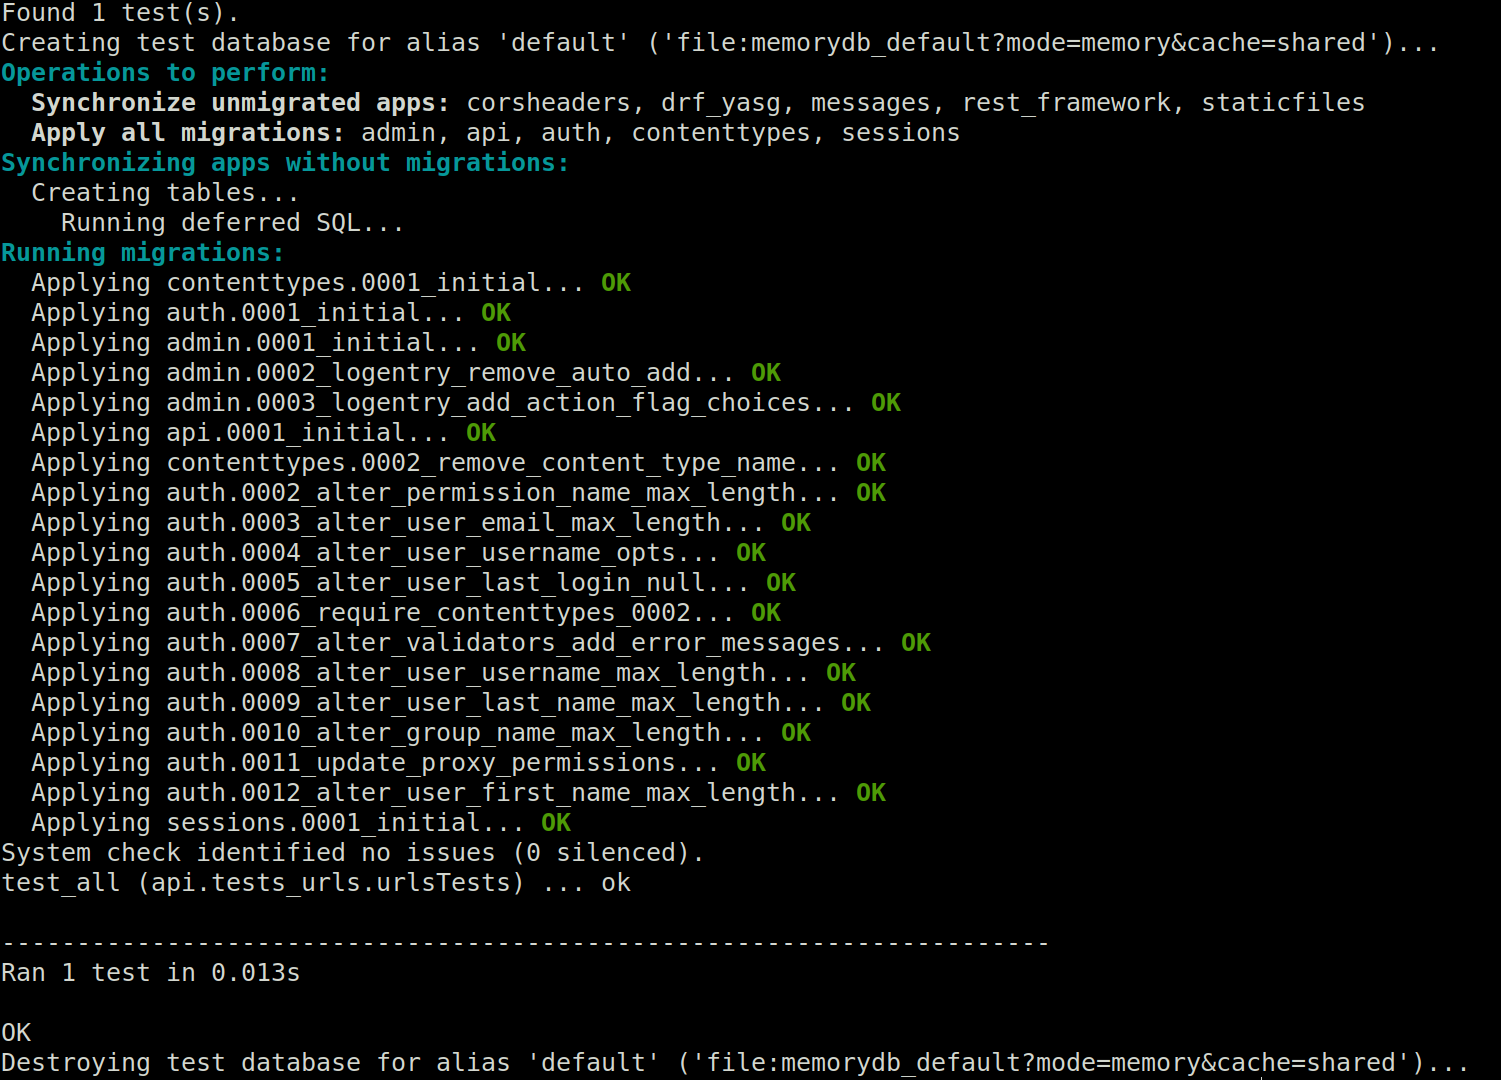 Found 1 test(s).
Creating test database for alias 'default' ('file:memorydb_default?mode=memory&cache=shared')...
Operations to perform:
  Synchronize unmigrated apps: corsheaders, drf_yasg, messages, rest_framework, staticfiles
  Apply all migrations: admin, api, auth, contenttypes, sessions
Synchronizing apps without migrations:
  Creating tables...
    Running deferred SQL...
Running migrations:
  Applying contenttypes.0001_initial... OK
  Applying auth.0001_initial... OK
  Applying admin.0001_initial... OK
  Applying admin.0002_logentry_remove_auto_add... OK
  Applying admin.0003_logentry_add_action_flag_choices... OK
  Applying api.0001_initial... OK
  Applying contenttypes.0002_remove_content_type_name... OK
  Applying auth.0002_alter_permission_name_max_length... OK
  Applying auth.0003_alter_user_email_max_length... OK
  Applying auth.0004_alter_user_username_opts... OK
  Applying auth.0005_alter_user_last_login_null... OK
  Applying auth.0006_require_contenttypes_0002... OK
  Applying auth.0007_alter_validators_add_error_messages... OK
  Applying auth.0008_alter_user_username_max_length... OK
  Applying auth.0009_alter_user_last_name_max_length... OK
  Applying auth.0010_alter_group_name_max_length... OK
  Applying auth.0011_update_proxy_permissions... OK
  Applying auth.0012_alter_user_first_name_max_length... OK
  Applying sessions.0001_initial... OK
System check identified no issues (0 silenced).
test_all (api.tests_urls.urlsTests) ... ok

----------------------------------------------------------------------
Ran 1 test in 0.013s

OK
Destroying test database for alias 'default' ('file:memorydb_default?mode=memory&cache=shared')...